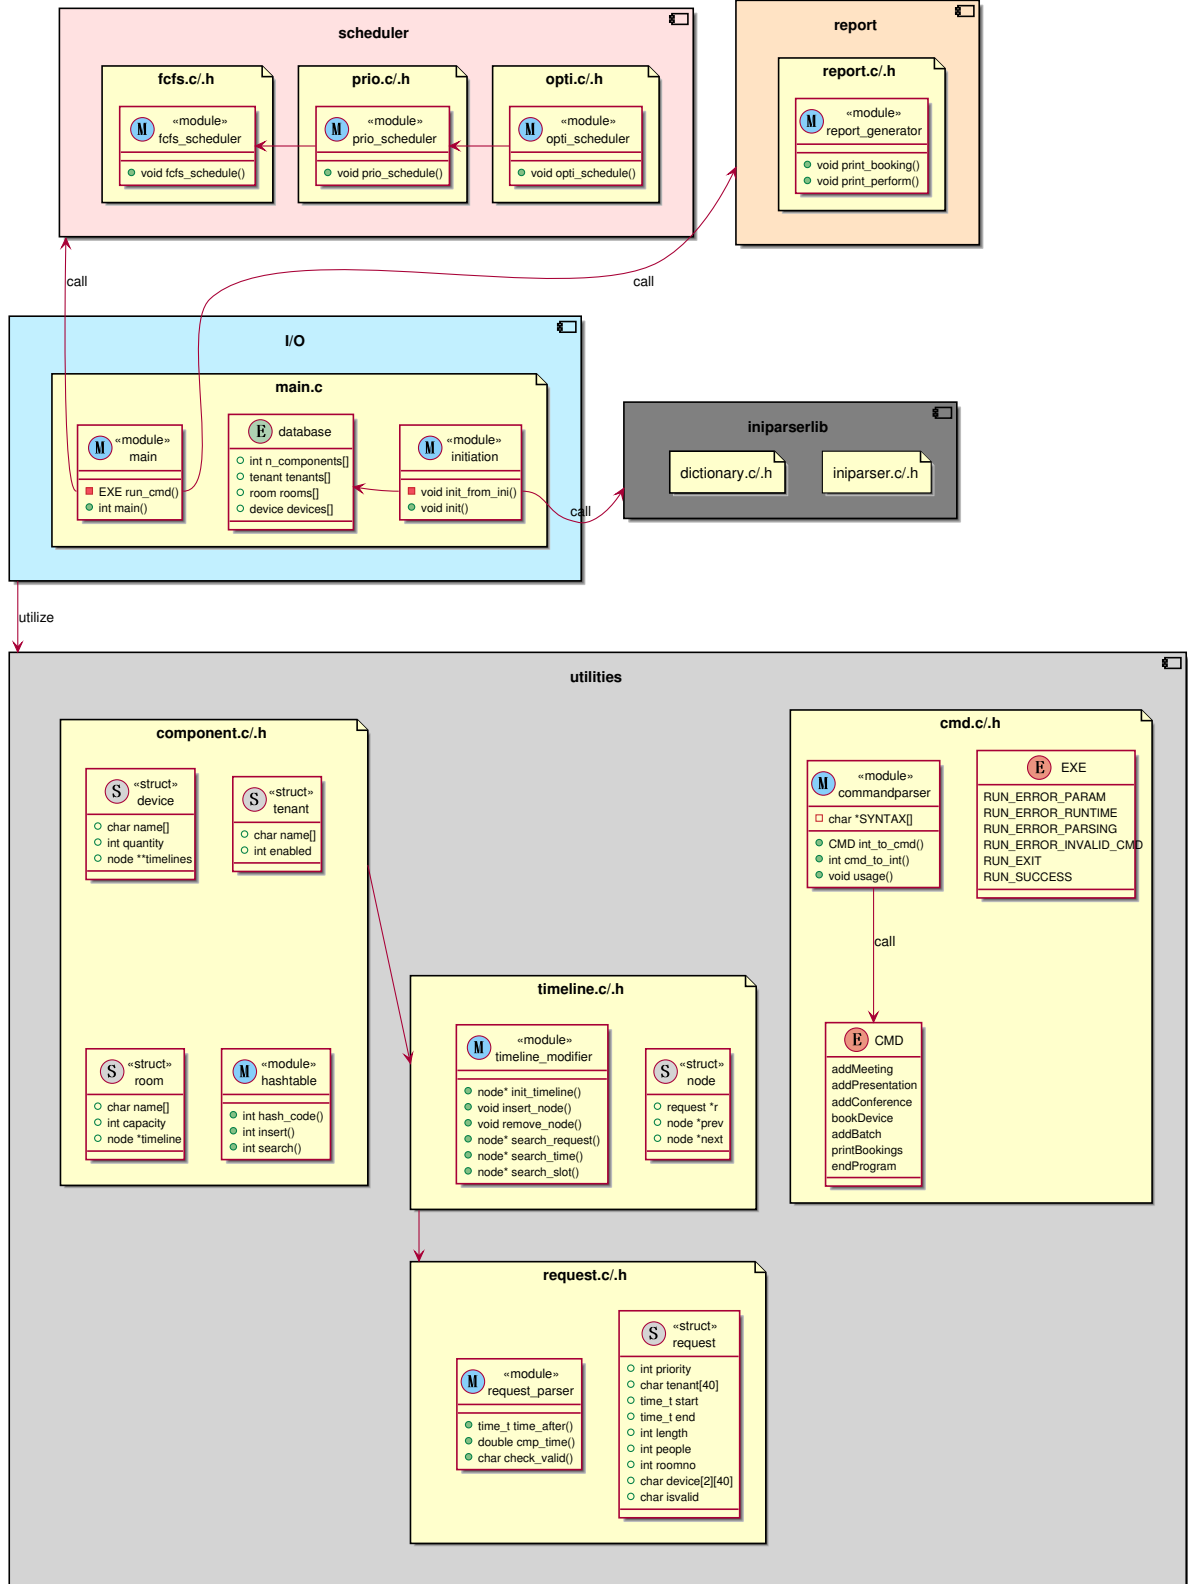 scheduler
fcfs.c/.h
M
«module»
fcfs_scheduler
void fcfs_schedule()
prio.c/.h
M
«module»
prio_scheduler
void prio_schedule()
opti.c/.h
M
«module»
opti_scheduler
void opti_schedule()
report
report.c/.h
M
«module»
report_generator
void print_booking()
void print_perform()
call
call
I/O
main.c
M
«module»
main
EXE run_cmd()
int main()
E
database
int n_components[]
tenant tenants[]
room rooms[]
device devices[]
M
«module»
initiation
void init_from_ini()
void init()
call
iniparserlib
dictionary.c/.h
iniparser.c/.h
utilize
utilities
component.c/.h
S
«struct»
device
char name[]
int quantity
node **timelines
S
«struct»
tenant
char name[]
int enabled
S
«struct»
room
char name[]
int capacity
node *timeline
M
«module»
hashtable
int hash_code()
int insert()
int search()
cmd.c/.h
M
«module»
commandparser
char *SYNTAX[]
CMD int_to_cmd()
int cmd_to_int()
void usage()
E
EXE
RUN_ERROR_PARAM
RUN_ERROR_RUNTIME
RUN_ERROR_PARSING
RUN_ERROR_INVALID_CMD
RUN_EXIT
RUN_SUCCESS
call
E
CMD
addMeeting
addPresentation
addConference
bookDevice
addBatch
printBookings
endProgram
timeline.c/.h
M
«module»
timeline_modifier
node* init_timeline()
void insert_node()
void remove_node()
node* search_request()
node* search_time()
node* search_slot()
S
«struct»
node
request *r
node *prev
node *next
request.c/.h
M
«module»
request_parser
time_t time_after()
double cmp_time()
char check_valid()
S
«struct»
request
int priority
char tenant[40]
time_t start
time_t end
int length
int people
int roomno
char device[2][40]
char isvalid